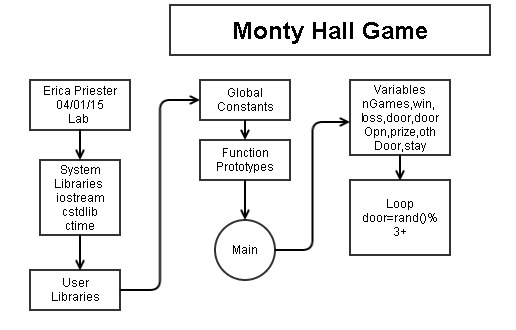 Monty Hall Game
Erica Priester
04/01/15
Lab
System
Libraries
iostream
cstdlib
ctime
User
Libraries
Global
Constants
Function
Prototypes
Main
Variables
nGames,win,
loss,door,door
Opn,prize,oth
Door,stay
Loop
door=rand()%
3+